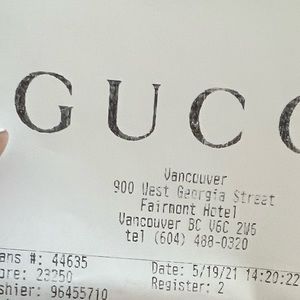 GUCC
Vancouver
900 West Georgia Street
Fairmont Hotel
Vancouver BC V6C 2W6
tel (604) 488-0320
ans #: 44635 Date: 5/19/21 14:20:22
ore: 23250 Register: 2
shier: 96455710